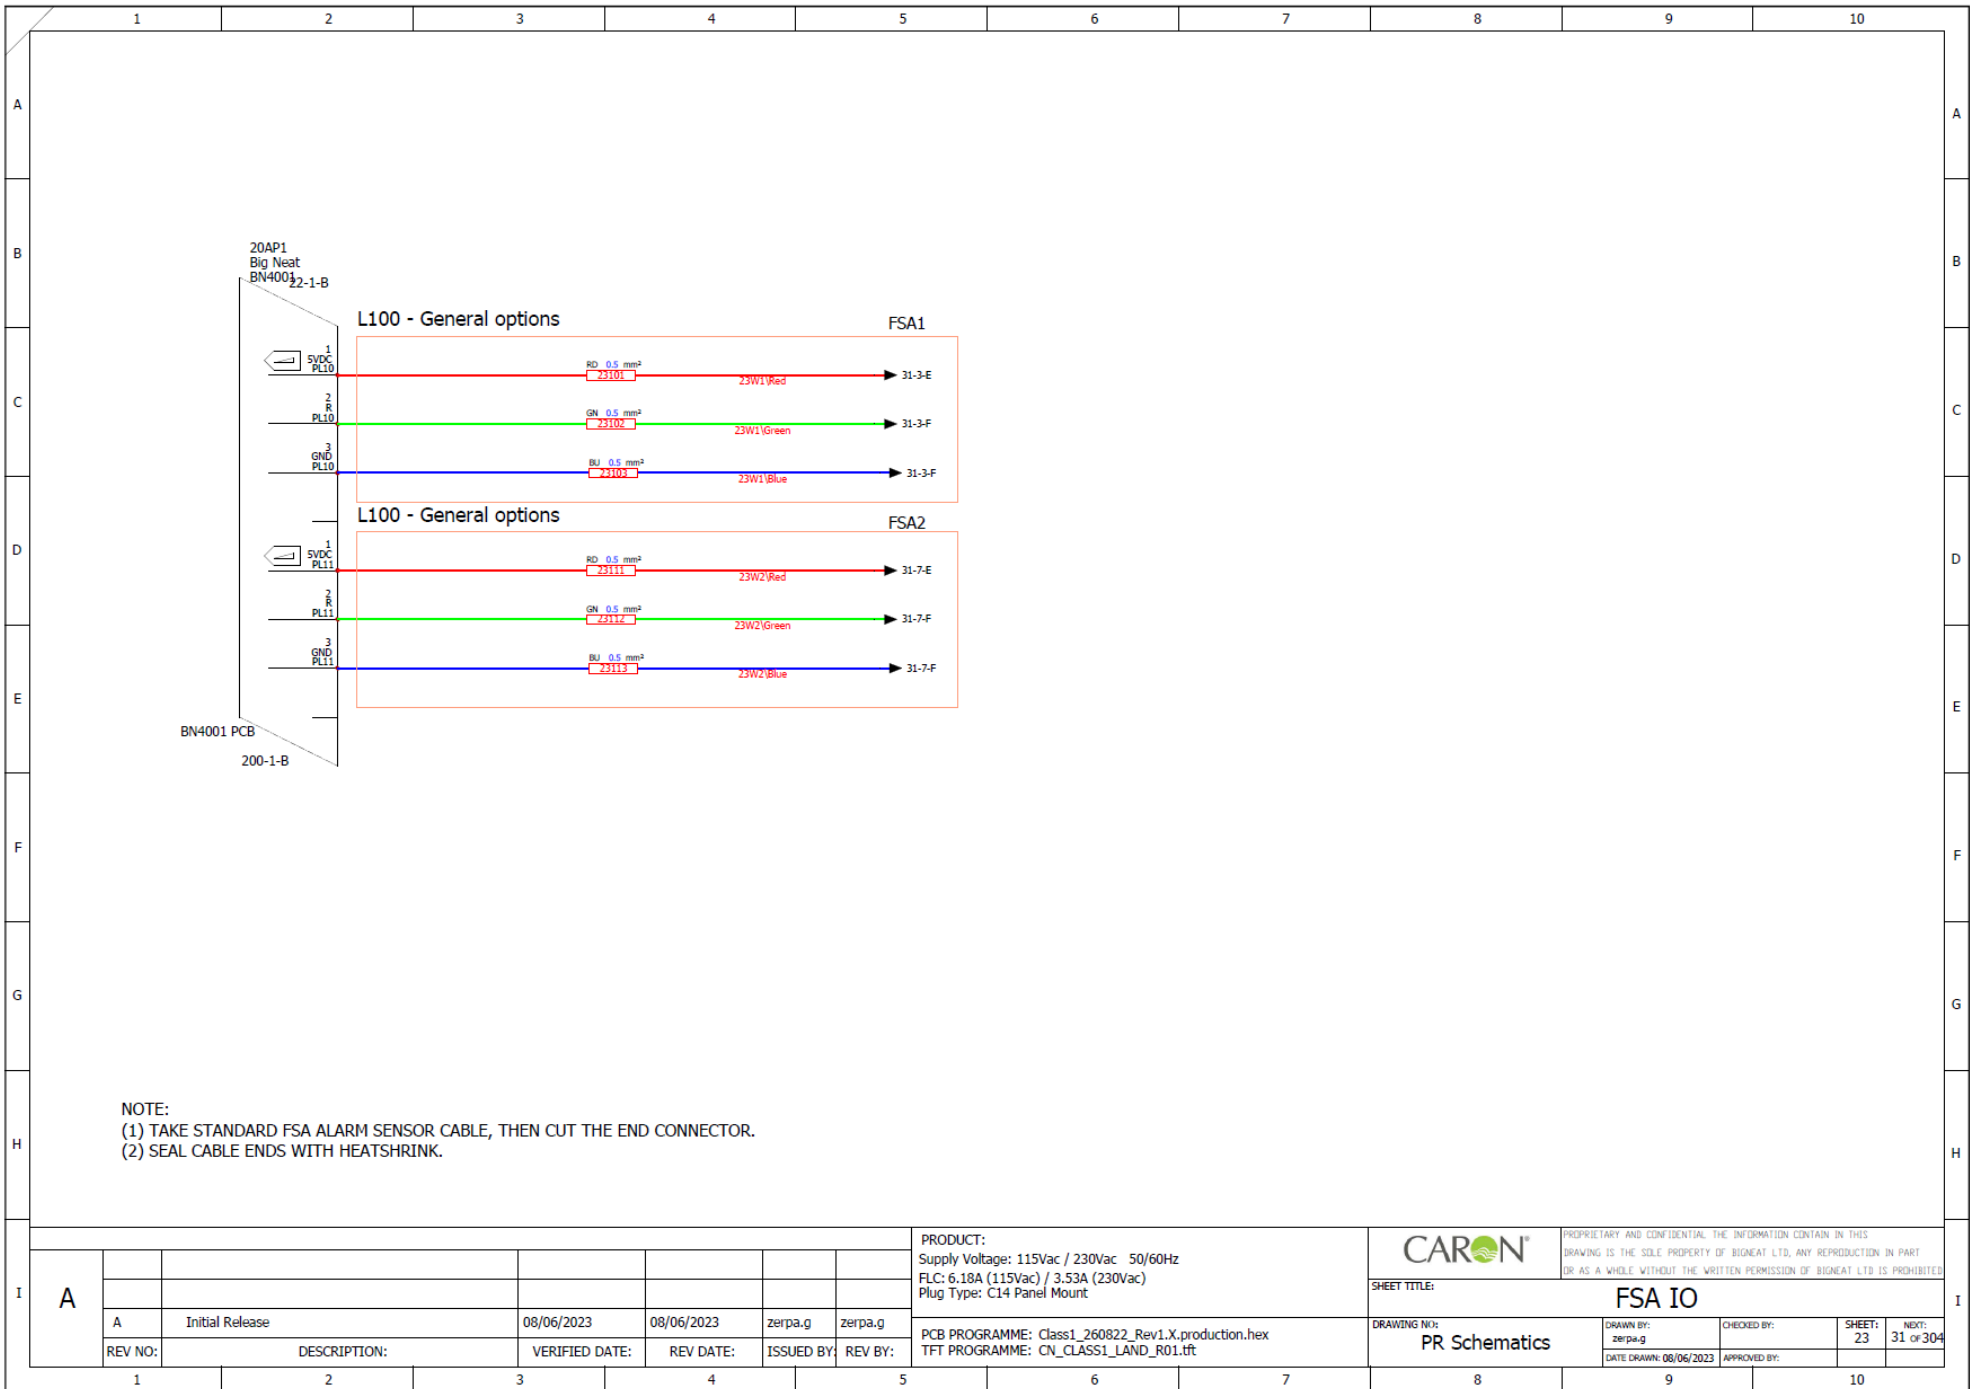 1 2 3 4 5 6 7 8 9 10
A A
B B
C C
D D
E E
F F
G G
H H
I I
20AP1
Big Neat
BN4001
22-1-B
L100 - General options
FSA1
1
5VDC
PL10
RD 0.5 mm²
23101
23W1\Red
31-3-E
2
R
PL10
GN 0.5 mm²
23102
23W1\Green
31-3-F
3
GND
PL10
BU 0.5 mm²
23103
23W1\Blue
31-3-F
L100 - General options
FSA2
1
5VDC
PL11
RD 0.5 mm²
23111
23W2\Red
31-7-E
2
R
PL11
GN 0.5 mm²
23112
23W2\Green
31-7-F
3
GND
PL11
BU 0.5 mm²
23113
23W2\Blue
31-7-F
BN4001 PCB
200-1-B
NOTE:
(1) TAKE STANDARD FSA ALARM SENSOR CABLE, THEN CUT THE END CONNECTOR.
(2) SEAL CABLE ENDS WITH HEATSHRINK.
A
A Initial Release 08/06/2023 08/06/2023 zerpa.g zerpa.g
REV NO: DESCRIPTION: VERIFIED DATE: REV DATE: ISSUED BY: REV BY:
PRODUCT:
Supply Voltage: 115Vac / 230Vac 50/60Hz
FLC: 6.18A (115Vac) / 3.53A (230Vac)
Plug Type: C14 Panel Mount
PCB PROGRAMME: Class1_260822_Rev1.X.production.hex
TFT PROGRAMME: CN_CLASS1_LAND_R01.tft
CARON®
PROPRIETARY AND CONFIDENTIAL THE INFORMATION CONTAIN IN THIS
DRAWING IS THE SOLE PROPERTY OF BIGNEAT LTD, ANY REPRODUCTION IN PART
OR AS A WHOLE WITHOUT THE WRITTEN PERMISSION OF BIGNEAT LTD IS PROHIBITED
SHEET TITLE:
FSA IO
DRAWING NO:
PR Schematics
DRAWN BY:
zerpa.g
CHECKED BY:
SHEET:
23
NEXT:
31 OF 304
DATE DRAWN: 08/06/2023
APPROVED BY:
1 2 3 4 5 6 7 8 9 10